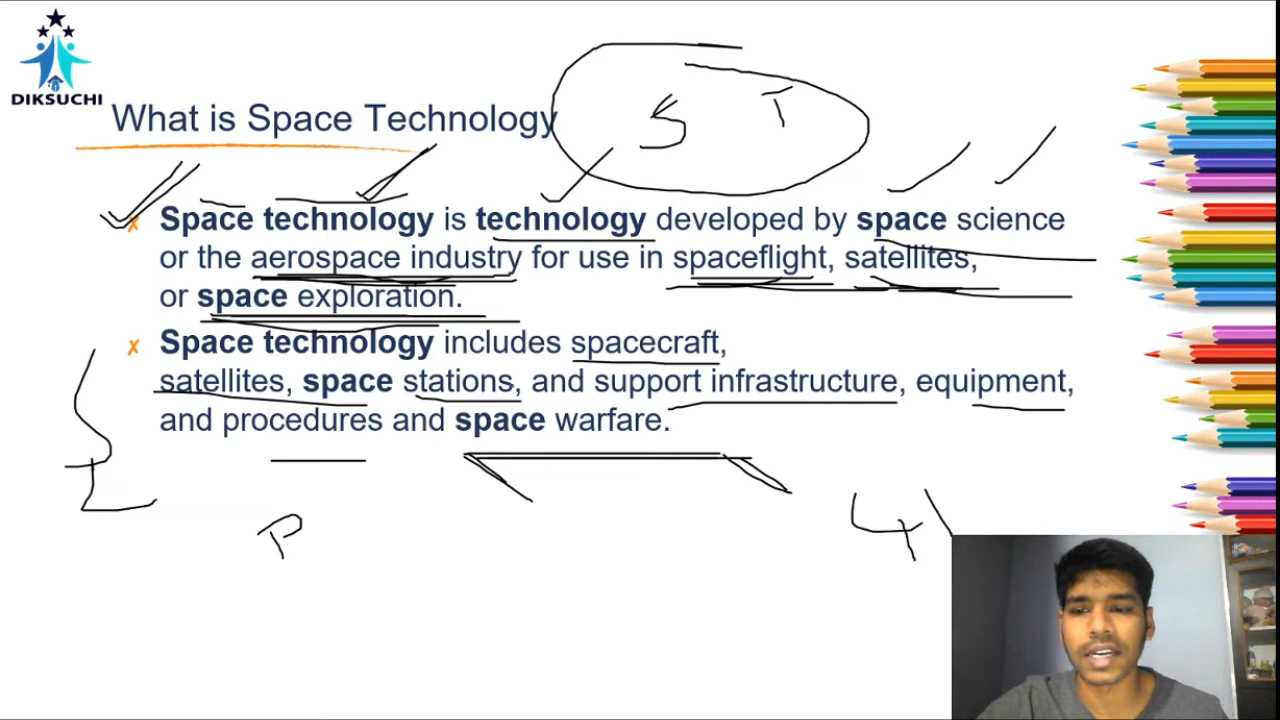 DIKSUCHI
What is Space Technology
S T
Space technology is technology developed by space science
or the aerospace industry for use in spaceflight, satellites,
or space exploration.
Space technology includes spacecraft,
satellites, space stations, and support infrastructure, equipment,
and procedures and space warfare.
P